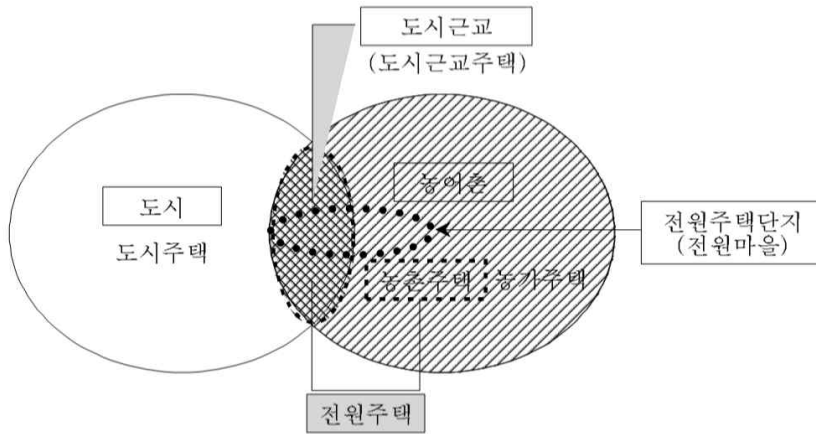 도시근교
(도시근교주택)
농어촌
도시
도시주택
전원주택단지
(전원마을)
농촌주택
농가주택
전원주택